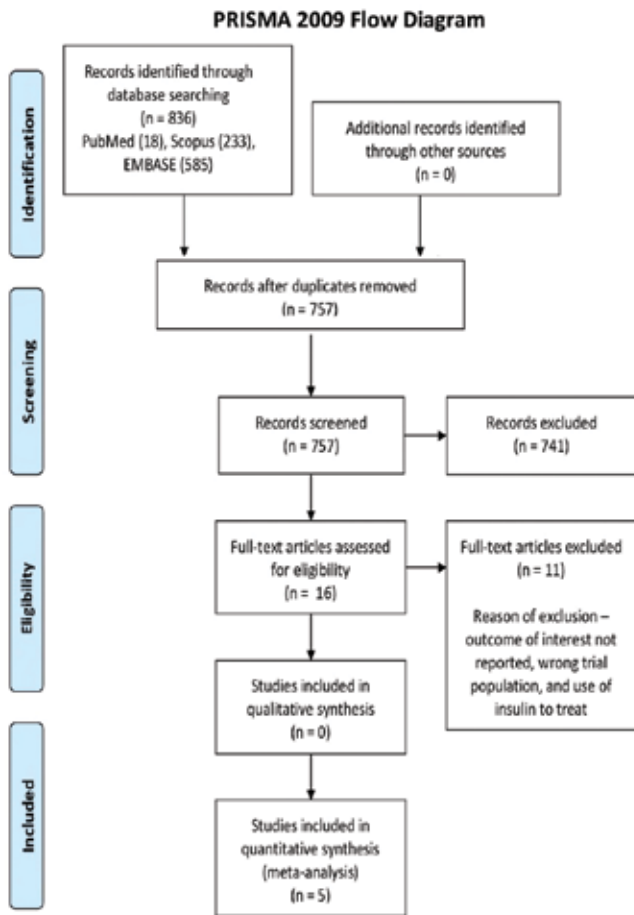 PRISMA 2009 Flow Diagram
Identification
Records identified through
database searching
(n = 836)
PubMed (18), Scopus (233),
EMBASE (585)
Additional records identified
through other sources
(n = 0)
Records after duplicates removed
(n = 757)
Screening
Records screened
(n = 757)
Records excluded
(n = 741)
Eligibility
Full-text articles assessed
for eligibility
(n = 16)
Full-text articles excluded
(n = 11)
Reason of exclusion –
outcome of interest not
reported, wrong trial
population, and use of
insulin to treat
Studies included in
qualitative synthesis
(n = 0)
Included
Studies included in
quantitative synthesis
(meta-analysis)
(n = 5)